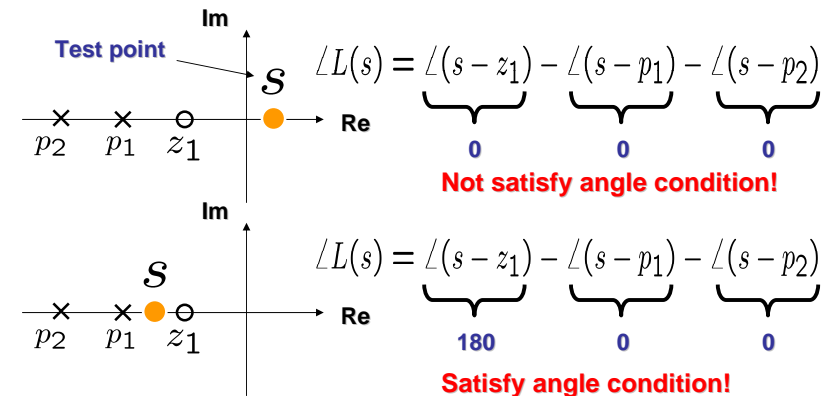 Im
Test point
s
∠L(s) = ∠(s − z₁) − ∠(s − p₁) − ∠(s − p₂)
Re
p₂ p₁ z₁
0 0 0
Not satisfy angle condition!
Im
∠L(s) = ∠(s − z₁) − ∠(s − p₁) − ∠(s − p₂)
s
Re
p₂ p₁ z₁
180 0 0
Satisfy angle condition!